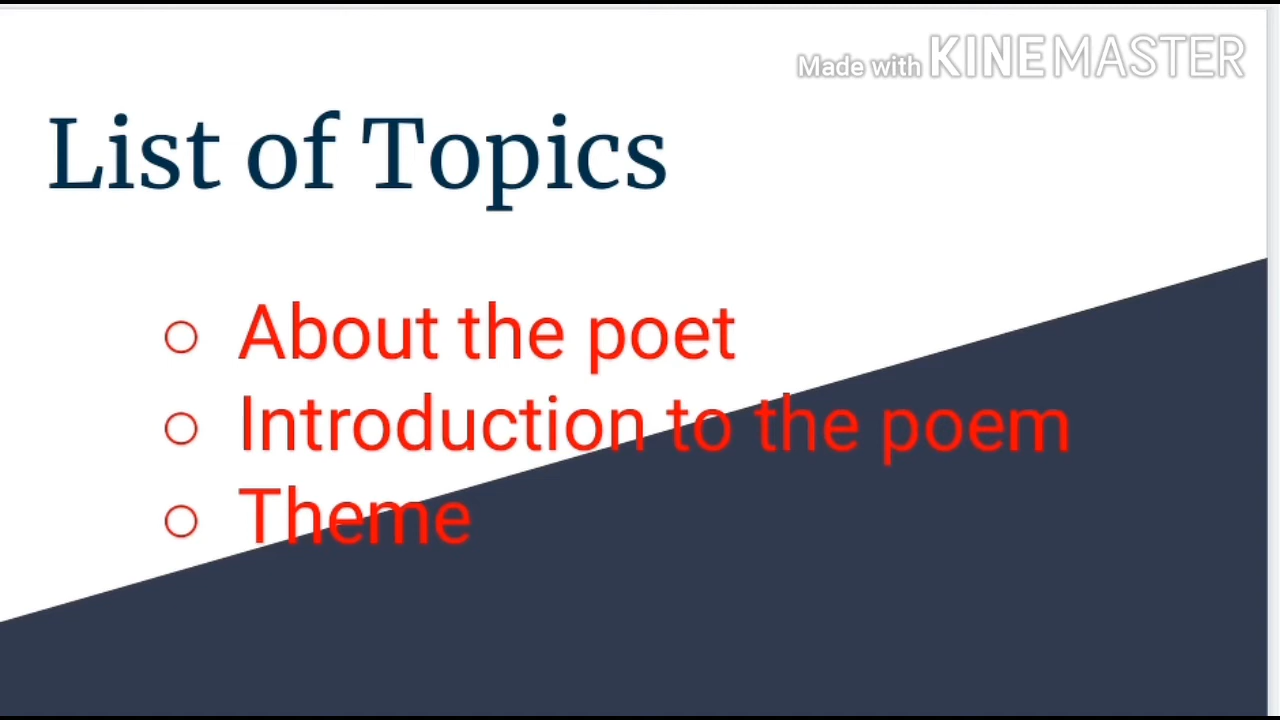 Made with KINEMASTER
List of Topics
○ About the poet
○ Introduction to the poem
○ Theme